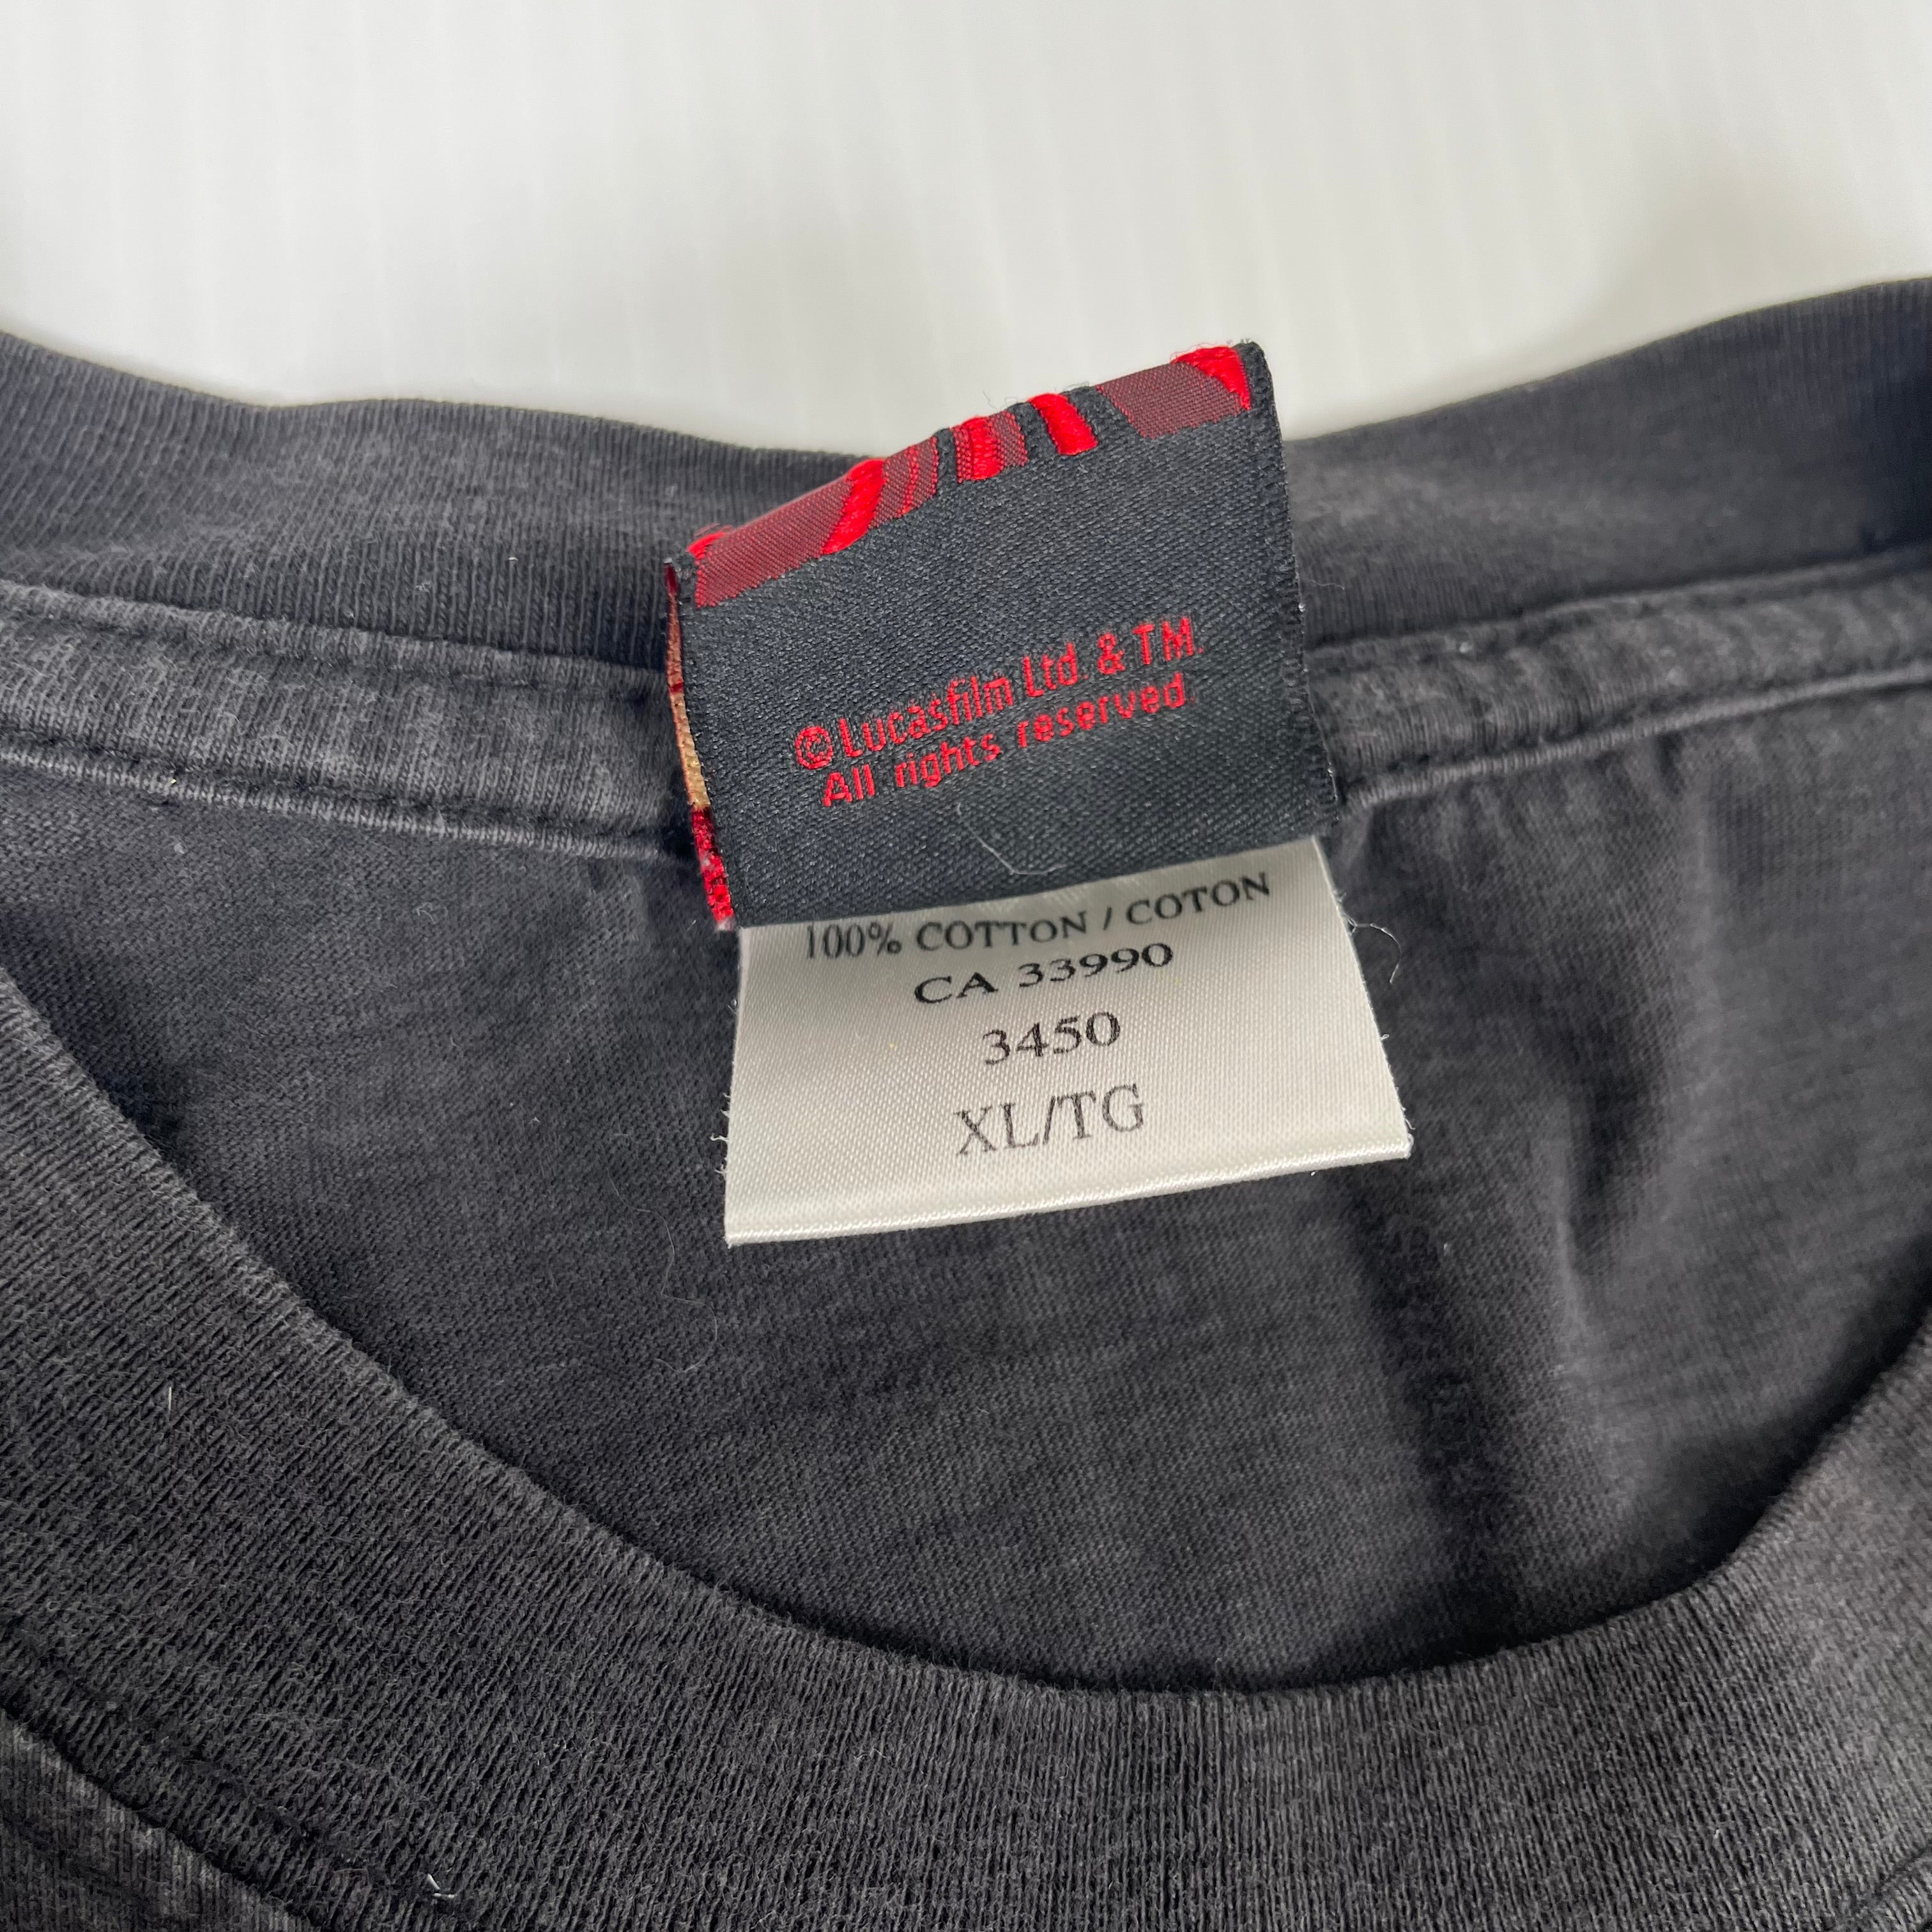 ©Lucasfilm Ltd. & TM.
All rights reserved.
100% COTTON / COTON
CA 33990
3450
XL/TG